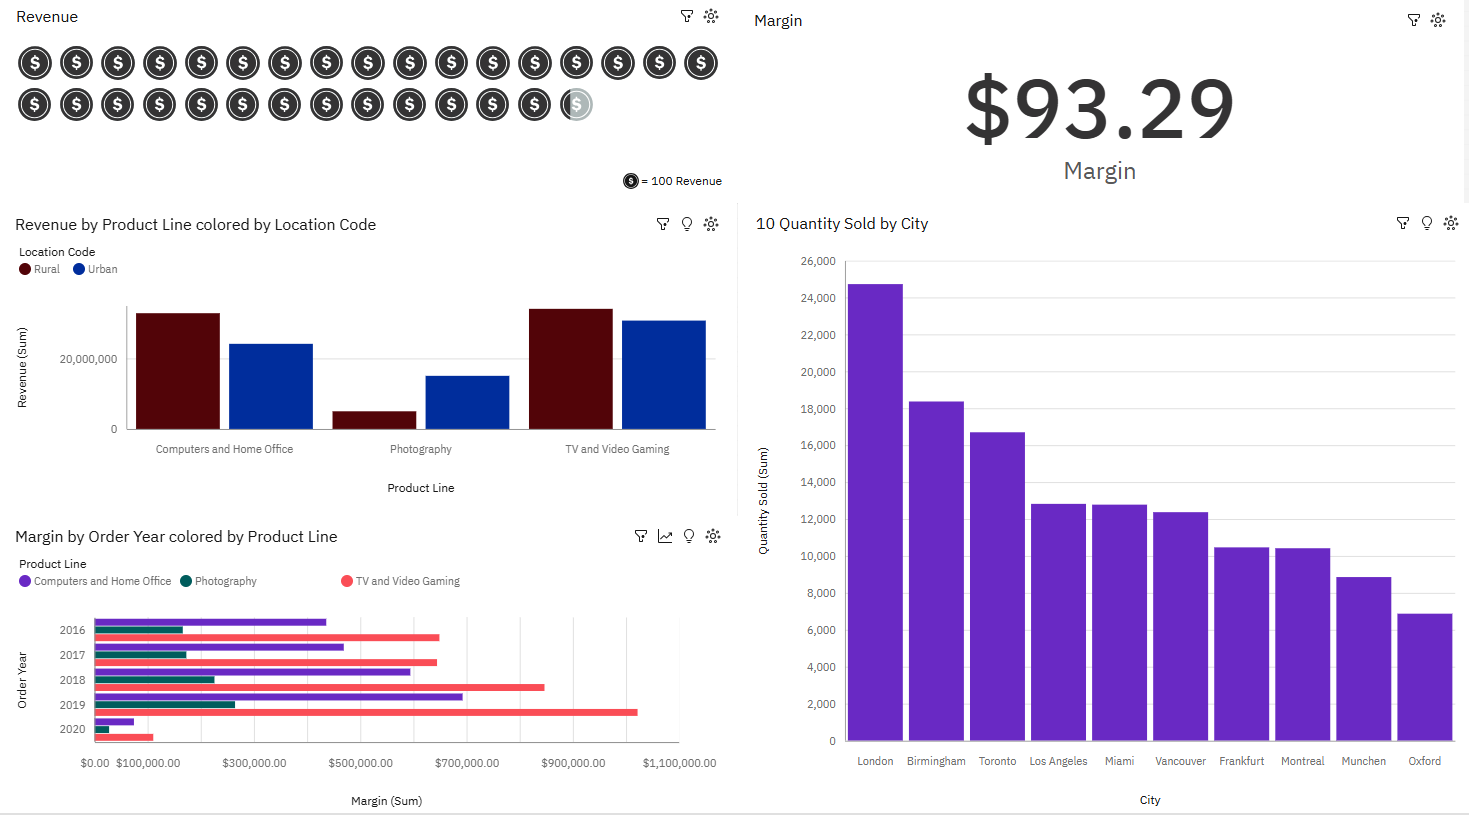 Revenue
$ $ $ $ $ $ $ $ $ $ $ $ $ $ $ $ $
$ $ $ $ $ $ $ $ $ $ $ $ $ $
$ = 100 Revenue
Margin
$93.29
Margin
Revenue by Product Line colored by Location Code
Location Code
Rural Urban
Revenue (Sum)
20,000,000
0
Computers and Home Office Photography TV and Video Gaming
Product Line
10 Quantity Sold by City
Quantity Sold (Sum)
26,000
24,000
22,000
20,000
18,000
16,000
14,000
12,000
10,000
8,000
6,000
4,000
2,000
0
London Birmingham Toronto Los Angeles Miami Vancouver Frankfurt Montreal Munchen Oxford
City
Margin by Order Year colored by Product Line
Product Line
Computers and Home Office Photography TV and Video Gaming
Order Year
2016
2017
2018
2019
2020
$0.00 $100,000.00 $300,000.00 $500,000.00 $700,000.00 $900,000.00 $1,100,000.00
Margin (Sum)